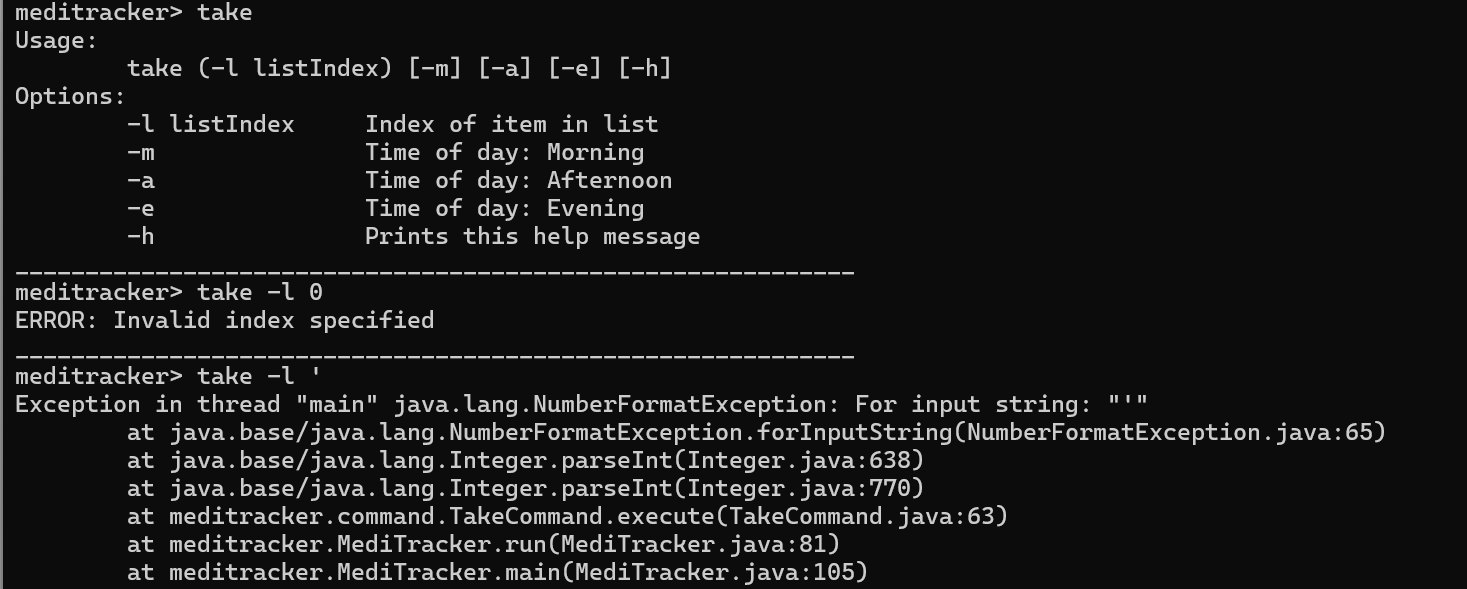 meditracker> take
Usage:
        take (-l listIndex) [-m] [-a] [-e] [-h]
Options:
        -l listIndex     Index of item in list
        -m               Time of day: Morning
        -a               Time of day: Afternoon
        -e               Time of day: Evening
        -h               Prints this help message
____________________________________________________________
meditracker> take -l 0
ERROR: Invalid index specified
____________________________________________________________
meditracker> take -l '
Exception in thread "main" java.lang.NumberFormatException: For input string: "'"
        at java.base/java.lang.NumberFormatException.forInputString(NumberFormatException.java:65)
        at java.base/java.lang.Integer.parseInt(Integer.java:638)
        at java.base/java.lang.Integer.parseInt(Integer.java:770)
        at meditracker.command.TakeCommand.execute(TakeCommand.java:63)
        at meditracker.MediTracker.run(MediTracker.java:81)
        at meditracker.MediTracker.main(MediTracker.java:105)